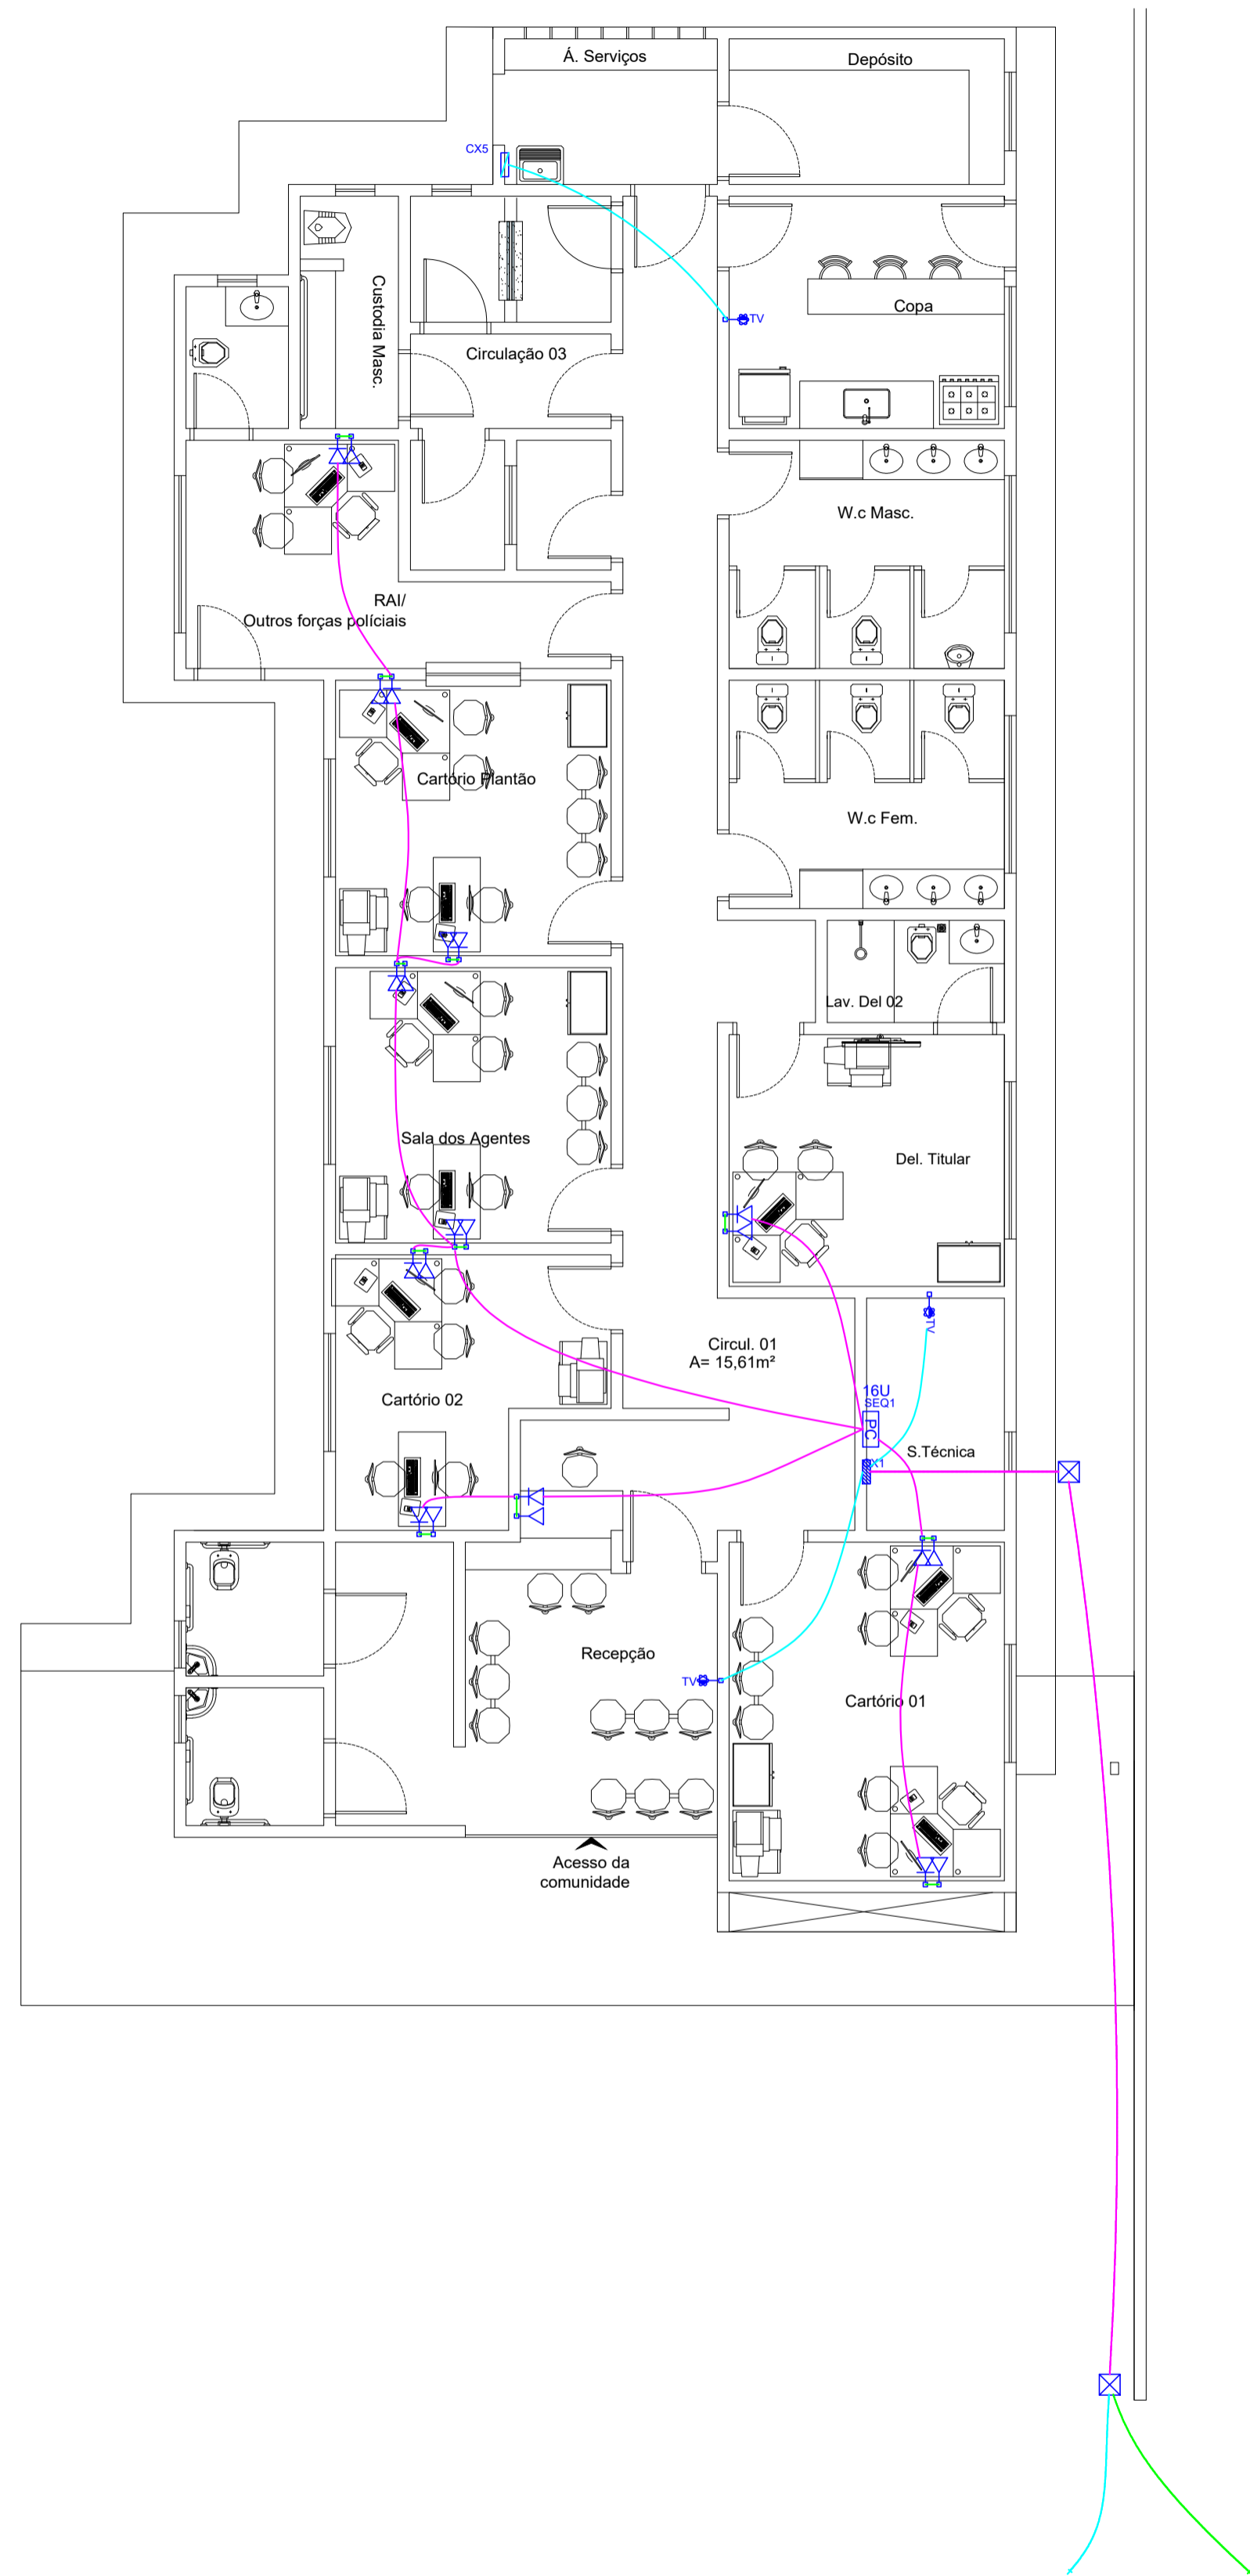 Á. Serviços
Depósito
CX5
Custodia Masc.
TV
Copa
Circulação 03
W.c Masc.
RAI/
Outros forças políciais
Cartório Plantão
W.c Fem.
Lav. Del 02
Sala dos Agentes
Del. Titular
TV
Circul. 01
A= 15,61m²
16U
SEQ1
Cartório 02
PC
S.Técnica
X1
Recepção
TV
Cartório 01
Acesso da
comunidade